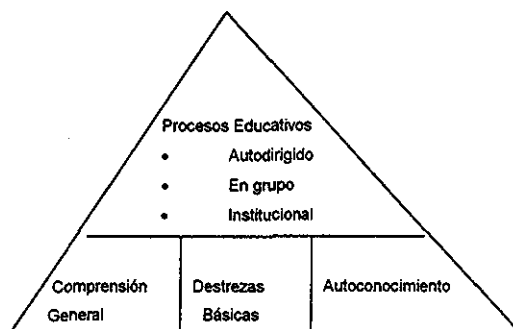 Procesos Educativos
• Autodirigido
• En grupo
• Institucional
Comprensión
General
Destrezas
Básicas
Autoconocimiento